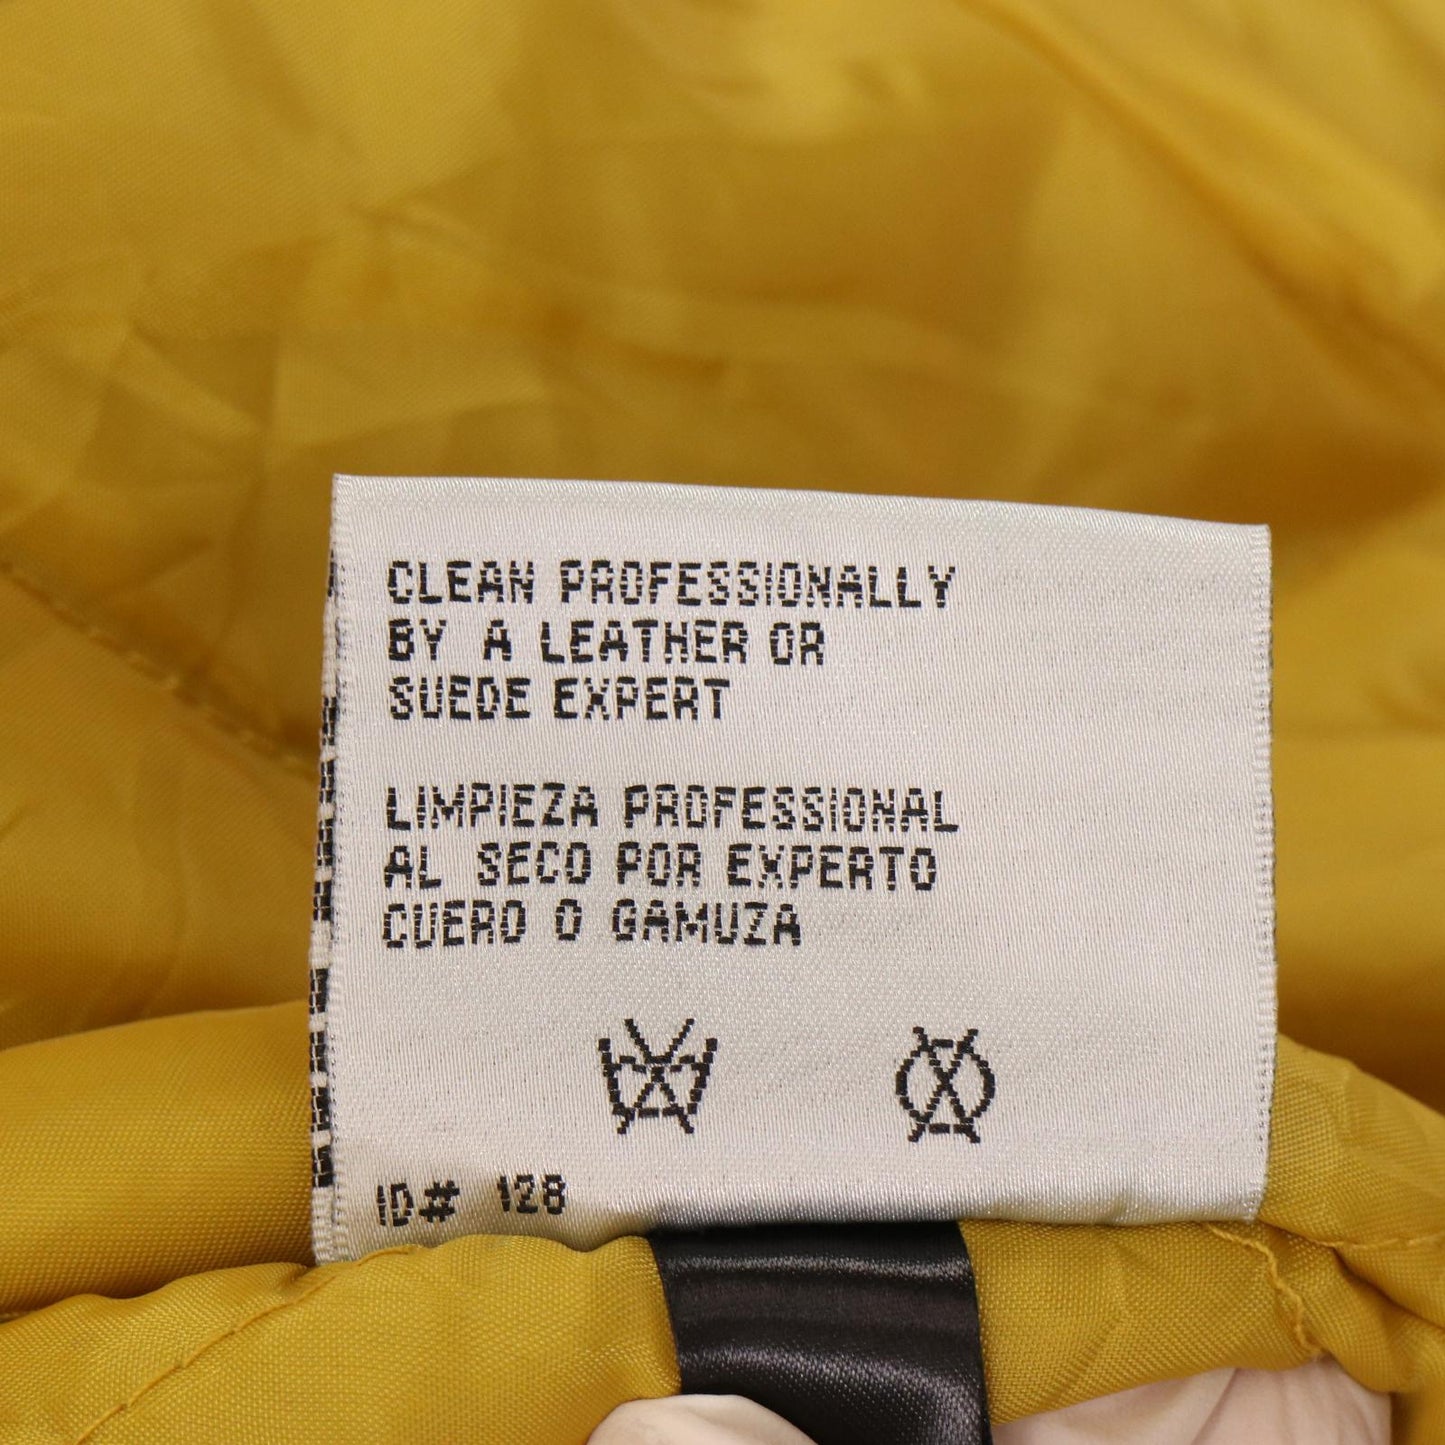 CLEAN PROFESSIONALLY
BY A LEATHER OR
SUEDE EXPERT
LIMPIEZA PROFESSIONAL
AL SECO POR EXPERTO
CUERO O GAMUZA
ID# 128